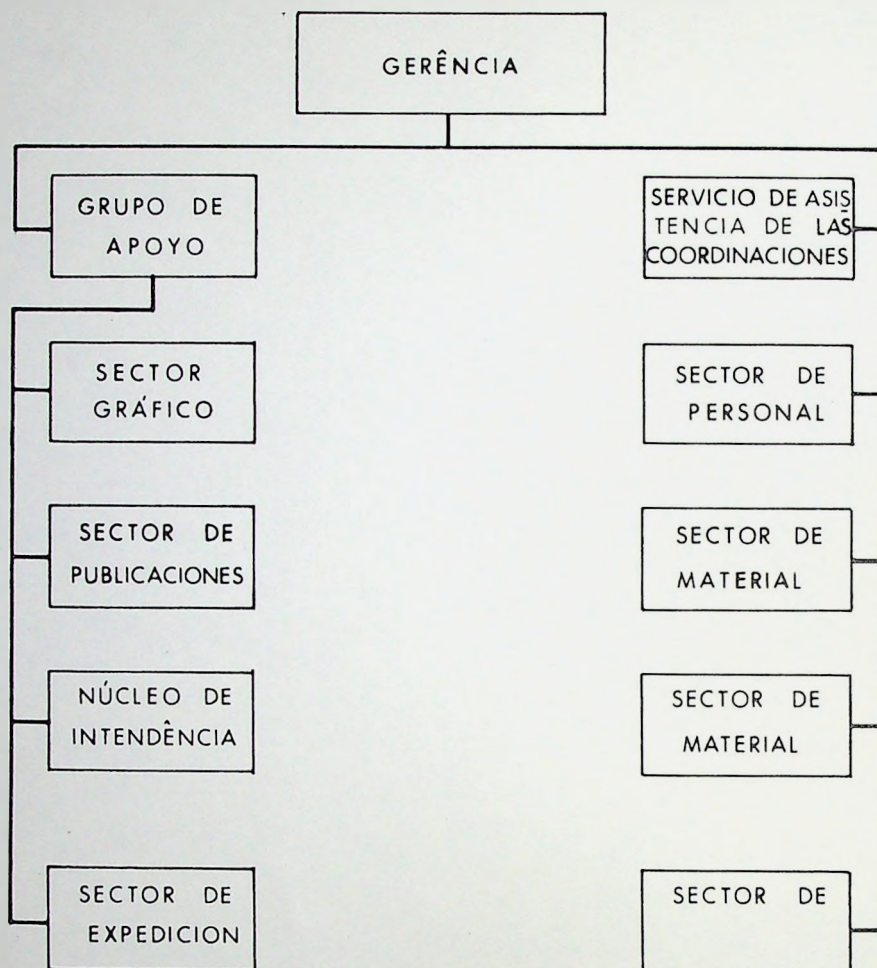 GERÊNCIA
GRUPO DE
APOYO
SERVICIO DE ASIS
TENCIA DE LAS
COORDINACIONES
SECTOR
GRÁFICO
SECTOR DE
PERSONAL
SECTOR DE
PUBLICACIONES
SECTOR DE
MATERIAL
NÚCLEO DE
INTENDÊNCIA
SECTOR DE
MATERIAL
SECTOR DE
EXPEDICION
SECTOR DE